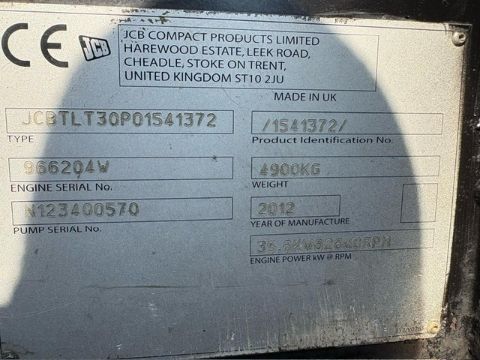 CE JCB
JCB COMPACT PRODUCTS LIMITED
HAREWOOD ESTATE, LEEK ROAD,
CHEADLE, STOKE ON TRENT,
UNITED KINGDOM ST10 2JU
MADE IN UK
JCBTLT30P01541372
TYPE
/1541372/
Product Identification No.
966204W
ENGINE SERIAL No.
4900KG
WEIGHT
N123400570
PUMP SERIAL No.
2012
YEAR OF MANUFACTURE
ENGINE POWER kW @ RPM